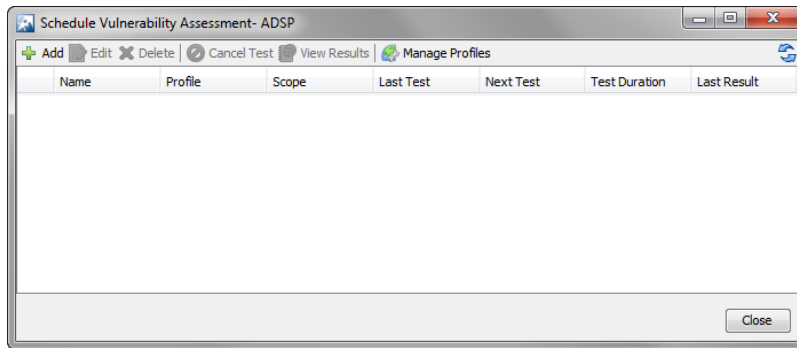 Schedule Vulnerability Assessment- ADSP
Add Edit Delete Cancel Test View Results Manage Profiles
Name Profile Scope Last Test Next Test Test Duration Last Result
Close